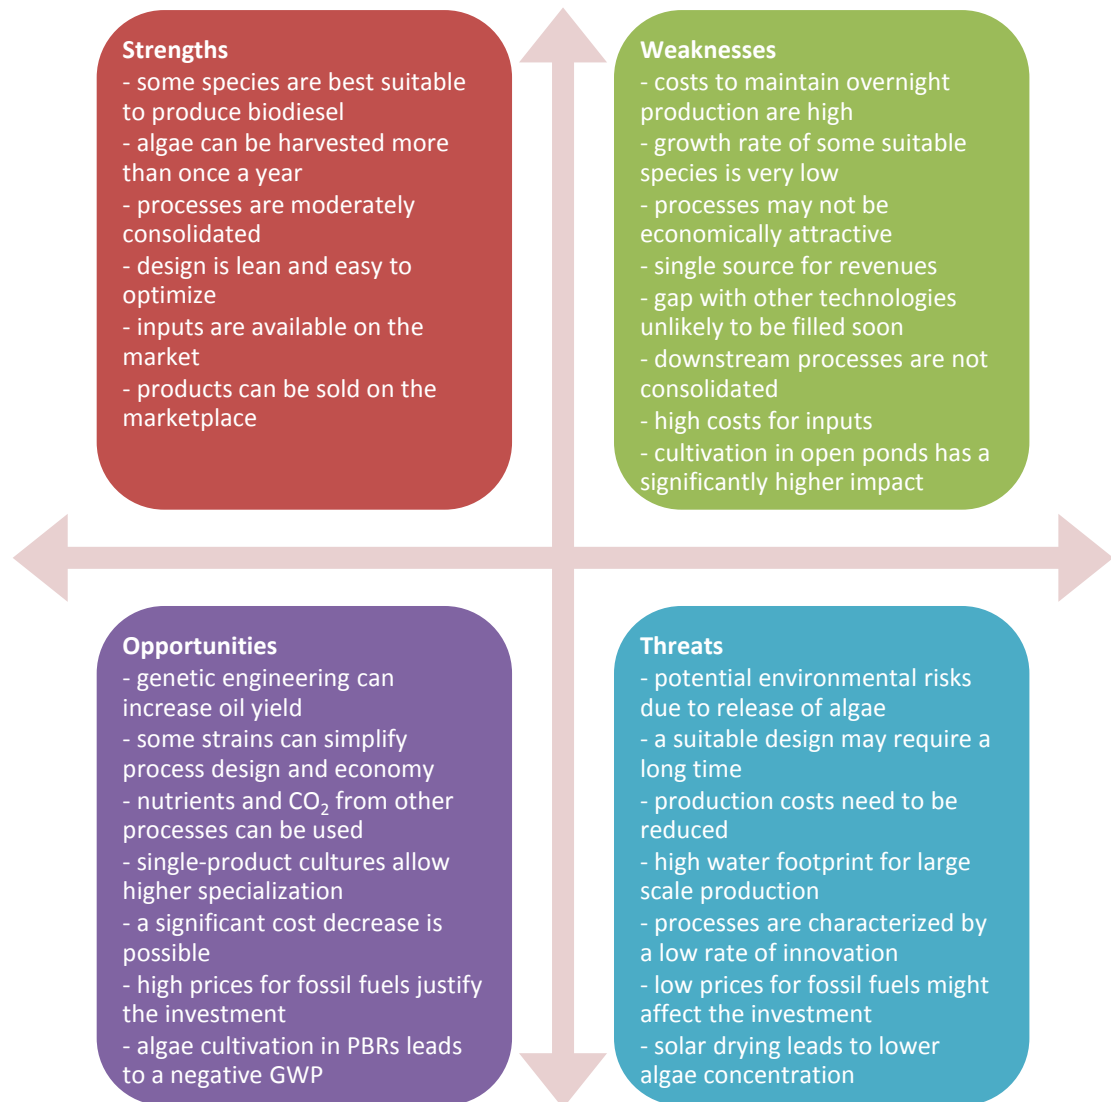 Strengths
- some species are best suitable
to produce biodiesel
- algae can be harvested more
than once a year
- processes are moderately
consolidated
- design is lean and easy to
optimize
- inputs are available on the
market
- products can be sold on the
marketplace
Weaknesses
- costs to maintain overnight
production are high
- growth rate of some suitable
species is very low
- processes may not be
economically attractive
- single source for revenues
- gap with other technologies
unlikely to be filled soon
- downstream processes are not
consolidated
- high costs for inputs
- cultivation in open ponds has a
significantly higher impact
Opportunities
- genetic engineering can
increase oil yield
- some strains can simplify
process design and economy
- nutrients and CO₂ from other
processes can be used
- single-product cultures allow
higher specialization
- a significant cost decrease is
possible
- high prices for fossil fuels justify
the investment
- algae cultivation in PBRs leads
to a negative GWP
Threats
- potential environmental risks
due to release of algae
- a suitable design may require a
long time
- production costs need to be
reduced
- high water footprint for large
scale production
- processes are characterized by
a low rate of innovation
- low prices for fossil fuels might
affect the investment
- solar drying leads to lower
algae concentration